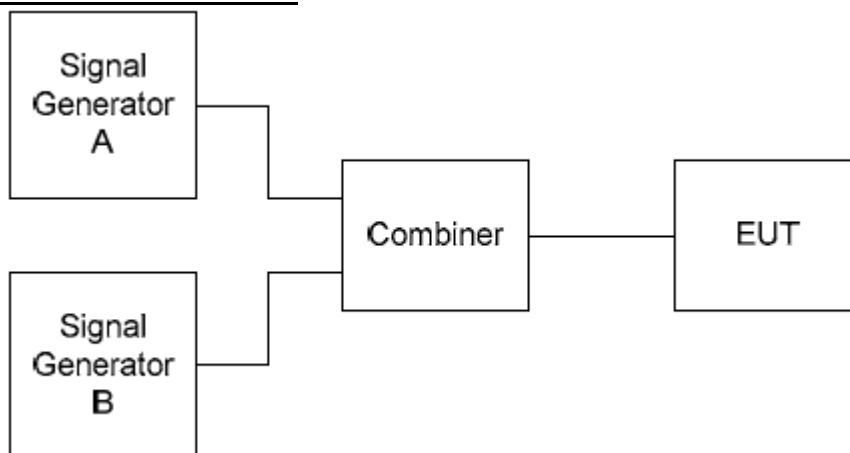 Signal
Generator
A
Combiner
EUT
Signal
Generator
B